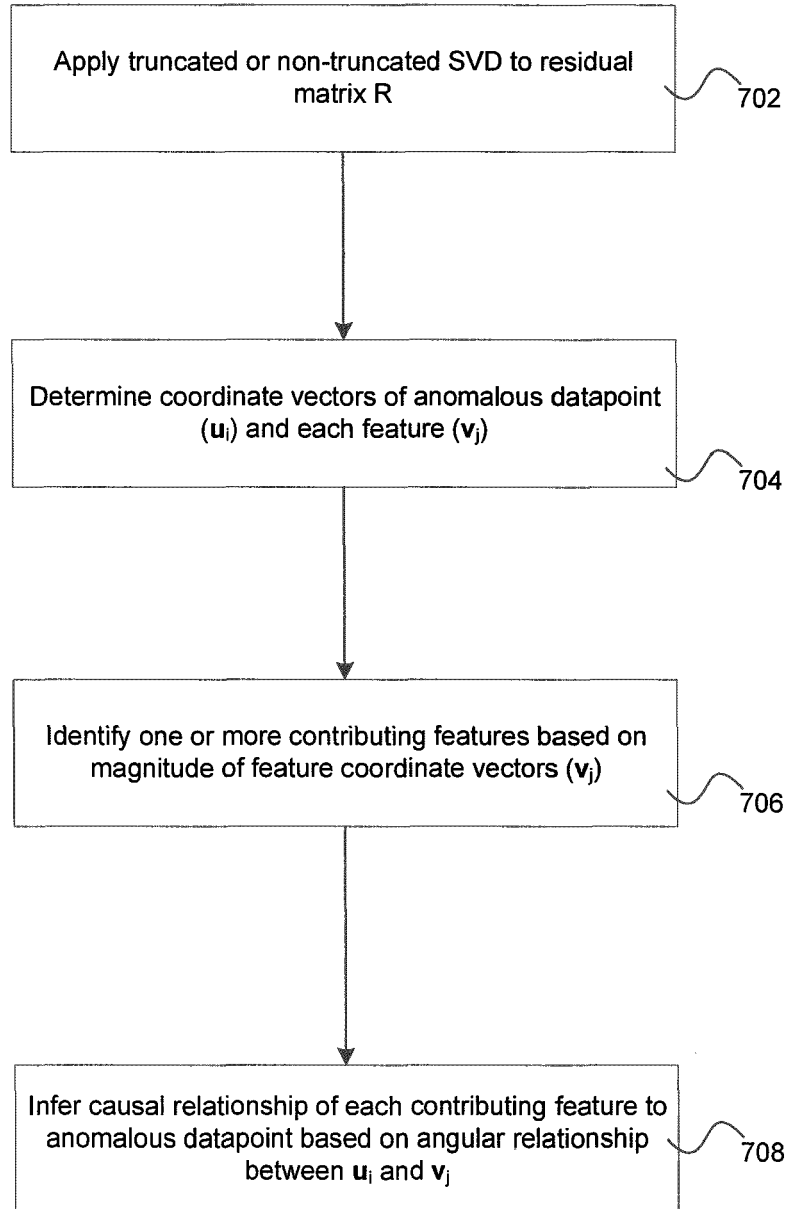 Apply truncated or non-truncated SVD to residual
matrix R
702
Determine coordinate vectors of anomalous datapoint
(uᵢ) and each feature (vⱼ)
704
Identify one or more contributing features based on
magnitude of feature coordinate vectors (vⱼ)
706
Infer causal relationship of each contributing feature to
anomalous datapoint based on angular relationship
between uᵢ and vⱼ
708